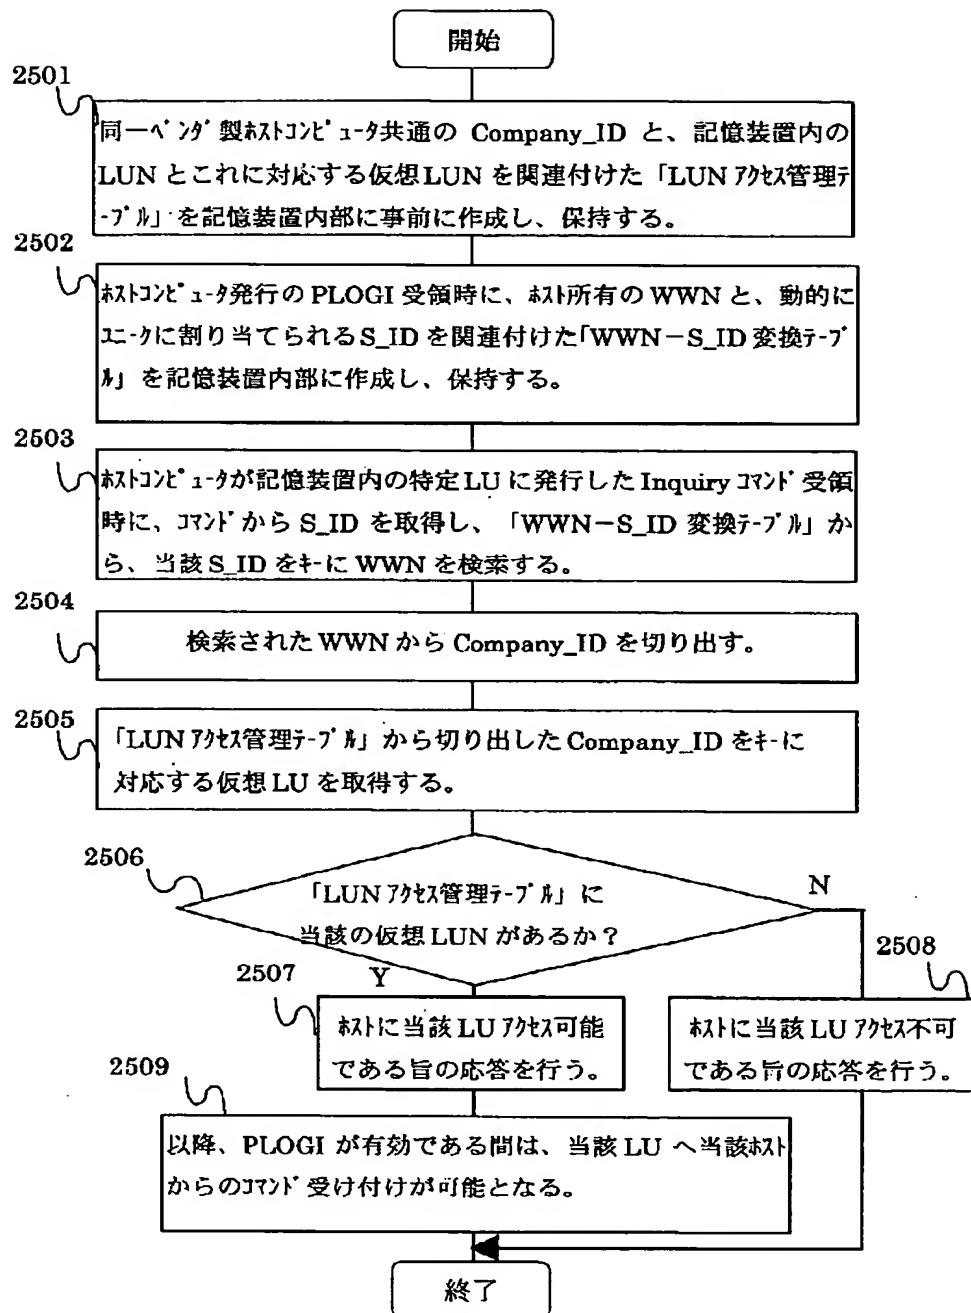 開始
2501
同一ﾍﾞﾝﾀﾞ製ﾎｽﾄｺﾝﾋﾟｭｰﾀ共通の Company_ID と、記憶装置内の
LUN とこれに対応する仮想 LUN を関連付けた「LUN ｱｸｾｽ管理ﾃ
ｰﾌﾞﾙ」を記憶装置内部に事前に作成し、保持する。
2502
ﾎｽﾄｺﾝﾋﾟｭｰﾀ発行の PLOGI 受領時に、ﾎｽﾄ所有の WWN と、動的に
ﾕﾆｰｸに割り当てられる S_ID を関連付けた「WWN－S_ID 変換ﾃｰﾌﾞ
ﾙ」を記憶装置内部に作成し、保持する。
2503
ﾎｽﾄｺﾝﾋﾟｭｰﾀが記憶装置内の特定 LU に発行した Inquiry ｺﾏﾝﾄﾞ受領
時に、ｺﾏﾝﾄﾞから S_ID を取得し、「WWN－S_ID 変換ﾃｰﾌﾞﾙ」か
ら、当該 S_ID をｷｰに WWN を検索する。
2504
検索された WWN から Company_ID を切り出す。
2505
「LUN ｱｸｾｽ管理ﾃｰﾌﾞﾙ」から切り出した Company_ID をｷｰに
対応する仮想 LU を取得する。
2506
「LUN ｱｸｾｽ管理ﾃｰﾌﾞﾙ」に
当該の仮想 LUN があるか？
N
Y
2507
ﾎｽﾄに当該 LU ｱｸｾｽ可能
である旨の応答を行う。
2508
ﾎｽﾄに当該 LU ｱｸｾｽ不可
である旨の応答を行う。
2509
以降、PLOGI が有効である間は、当該 LU へ当該ﾎｽﾄ
からのｺﾏﾝﾄﾞ受け付けが可能となる。
終了